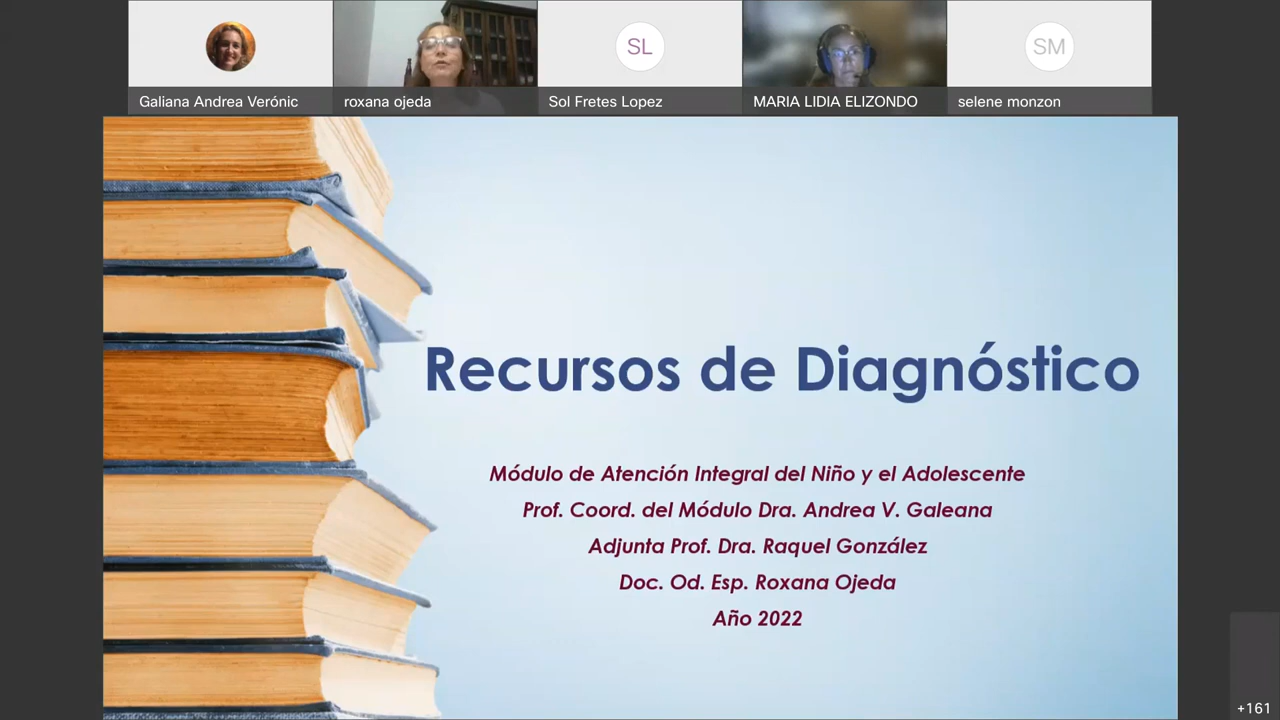 Galiana Andrea Verónic
roxana ojeda
SL
Sol Fretes Lopez
MARIA LIDIA ELIZONDO
SM
selene monzon
Recursos de Diagnóstico
Módulo de Atención Integral del Niño y el Adolescente
Prof. Coord. del Módulo Dra. Andrea V. Galeana
Adjunta Prof. Dra. Raquel González
Doc. Od. Esp. Roxana Ojeda
Año 2022
+161